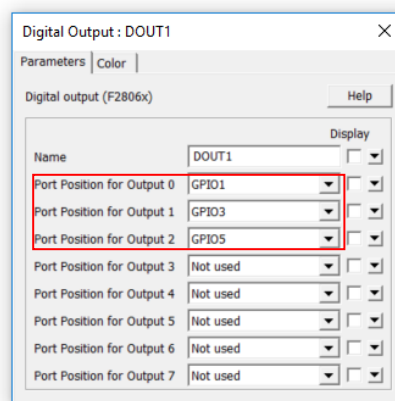 Digital Output : DOUT1
Parameters Color
Digital output (F2806x) Help
Display
Name DOUT1
Port Position for Output 0 GPIO1
Port Position for Output 1 GPIO3
Port Position for Output 2 GPIO5
Port Position for Output 3 Not used
Port Position for Output 4 Not used
Port Position for Output 5 Not used
Port Position for Output 6 Not used
Port Position for Output 7 Not used